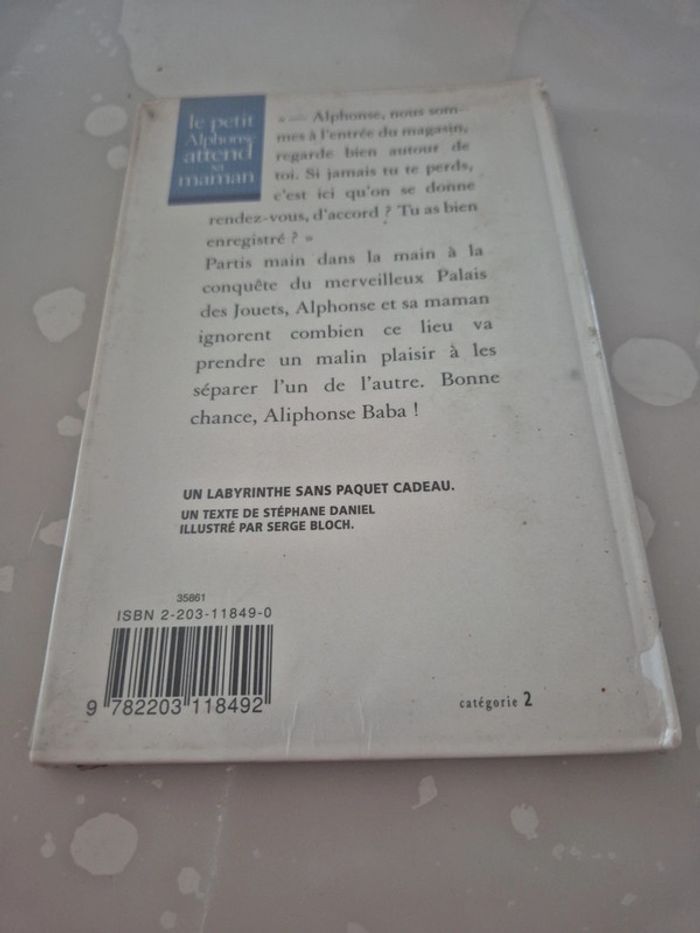 le petit
Alphonse
attend
sa
maman
« — Alphonse, nous som-
mes à l'entrée du magasin,
regarde bien autour de
toi. Si jamais tu te perds,
c'est ici qu'on se donne
rendez-vous, d'accord ? Tu as bien
enregistré ? »
Partis main dans la main à la
conquête du merveilleux Palais
des Jouets, Alphonse et sa maman
ignorent combien ce lieu va
prendre un malin plaisir à les
séparer l'un de l'autre. Bonne
chance, Aliphonse Baba !
UN LABYRINTHE SANS PAQUET CADEAU.
UN TEXTE DE STÉPHANE DANIEL
ILLUSTRÉ PAR SERGE BLOCH.
35861
ISBN 2-203-11849-0
9 782203 118492
catégorie 2